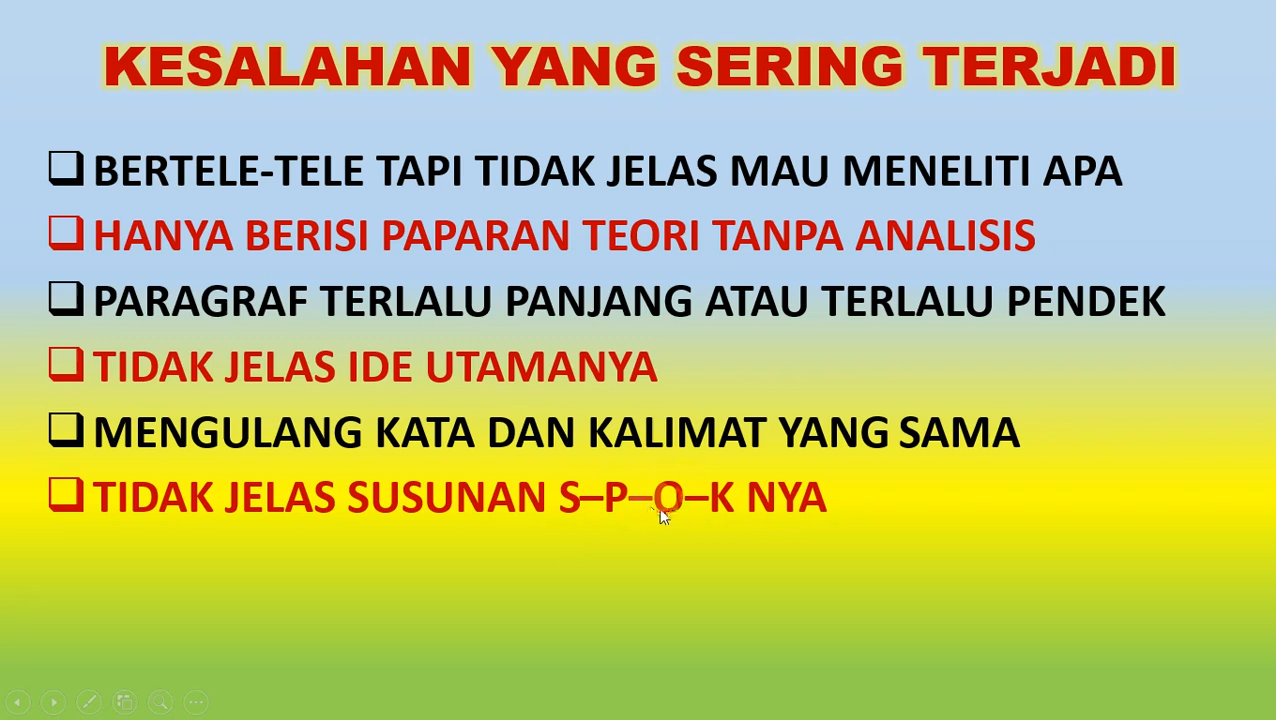 KESALAHAN YANG SERING TERJADI
BERTELE-TELE TAPI TIDAK JELAS MAU MENELITI APA
HANYA BERISI PAPARAN TEORI TANPA ANALISIS
PARAGRAF TERLALU PANJANG ATAU TERLALU PENDEK
TIDAK JELAS IDE UTAMANYA
MENGULANG KATA DAN KALIMAT YANG SAMA
TIDAK JELAS SUSUNAN S–P–O–K NYA